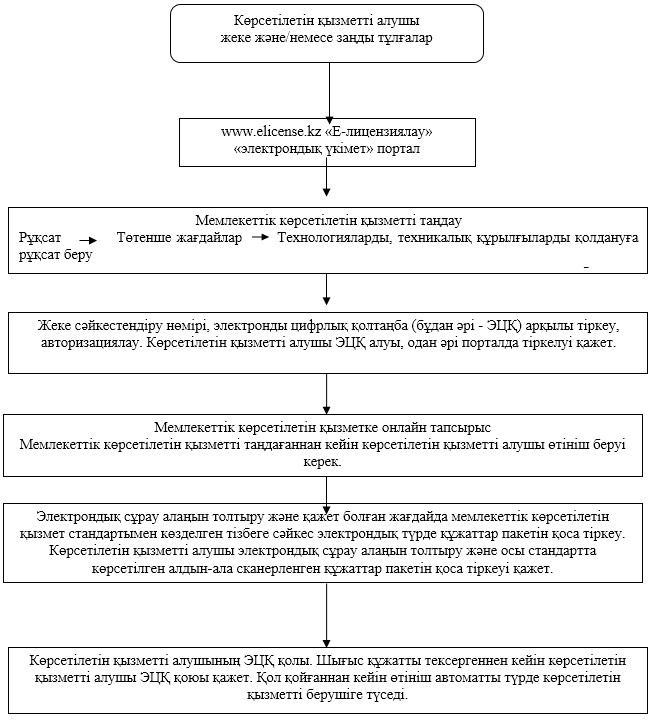 Көрсетілетін қызметті алушы
жеке және/немесе заңды тұлғалар
www.elicense.kz «Е-лицензиялау»
«электрондық үкімет» портал
Мемлекеттік көрсетілетін қызметті таңдау
Рұқсат Төтенше жағдайлар Технологияларды, техникалық құрылғыларды қолдануға
рұқсат беру
Жеке сәйкестендіру нөмірі, электронды цифрлық қолтаңба (бұдан әрі - ЭЦҚ) арқылы тіркеу,
авторизациялау. Көрсетілетін қызметті алушы ЭЦҚ алуы, одан әрі порталда тіркелуі қажет.
Мемлекеттік көрсетілетін қызметке онлайн тапсырыс
Мемлекеттік көрсетілетін қызметті таңдағаннан кейін көрсетілетін қызметті алушы өтініш беруі
керек.
Электрондық сұрау алаңын толтыру және қажет болған жағдайда мемлекеттік көрсетілетін
қызмет стандартымен көзделген тізбеге сәйкес электрондық түрде құжаттар пакетін қоса тіркеу.
Көрсетілетін қызметті алушы электрондық сұрау алаңын толтыру және осы стандартта
көрсетілген алдын-ала сканерленген құжаттар пакетін қоса тіркеуі қажет.
Көрсетілетін қызметті алушының ЭЦҚ қолы. Шығыс құжатты тексергеннен кейін көрсетілетін
қызметті алушы ЭЦҚ қоюы қажет. Қол қойғаннан кейін өтініш автоматты түрде көрсетілетін
қызметті берушіге түседі.